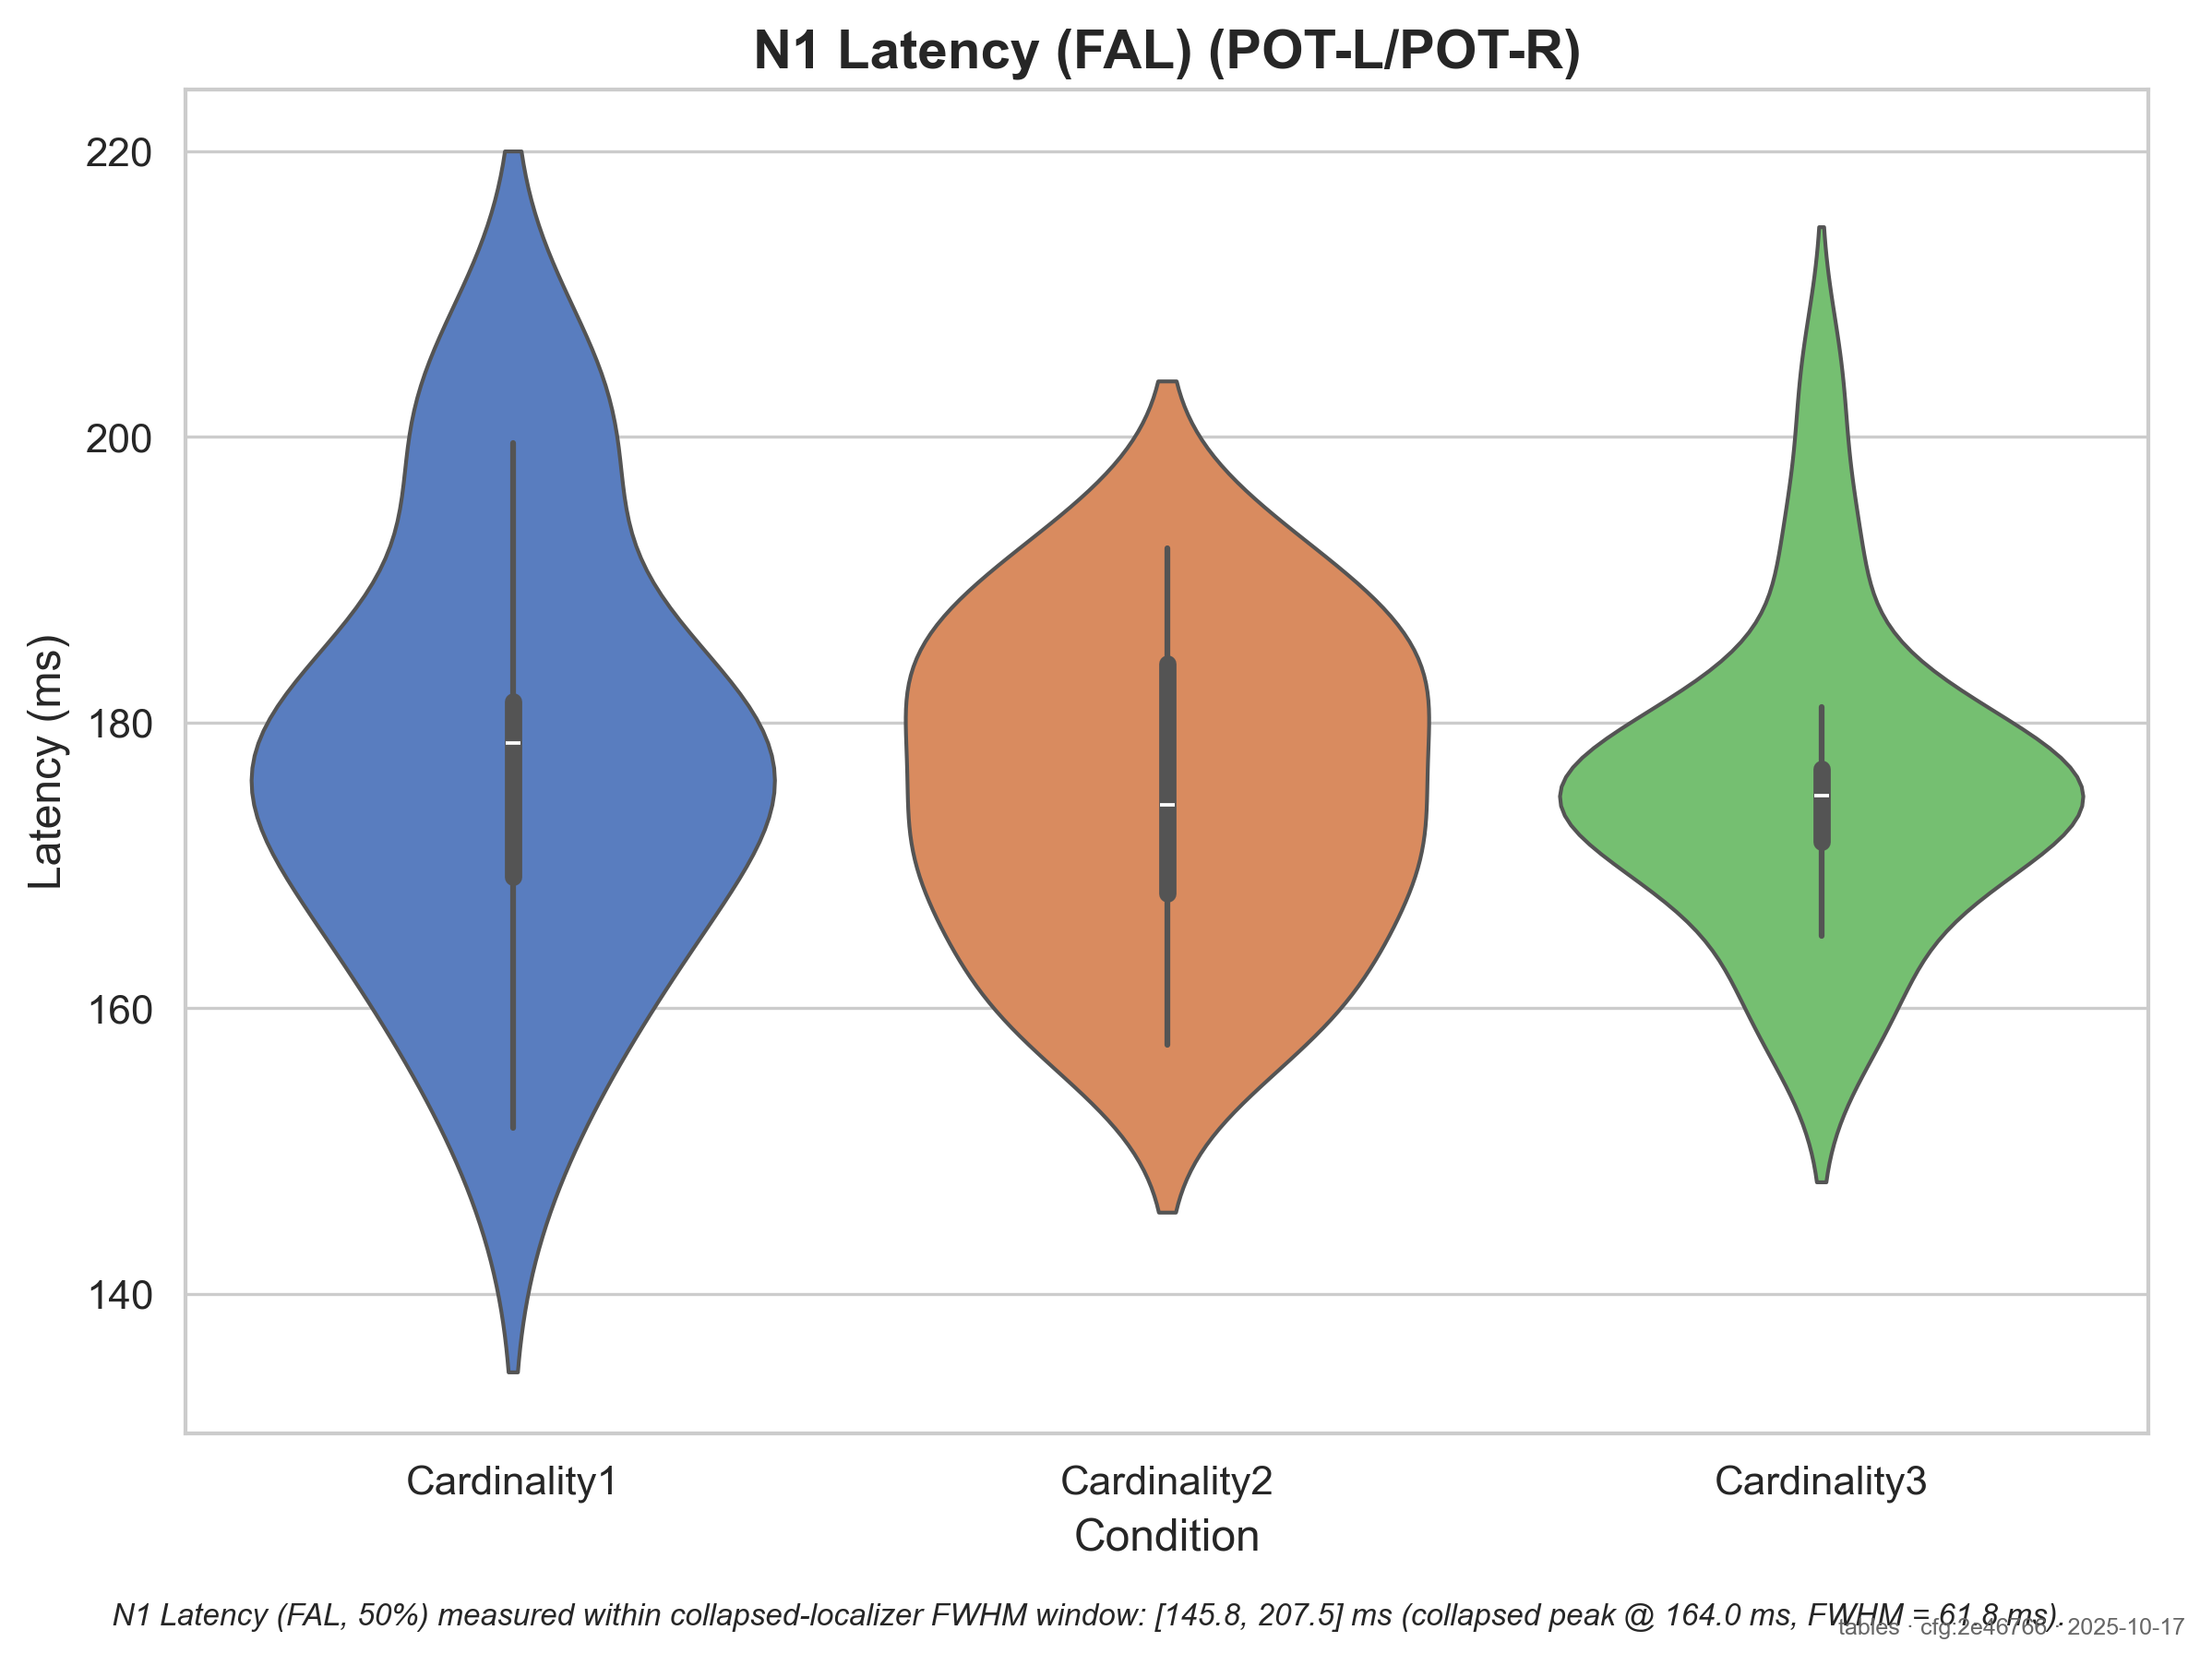 N1 Latency (FAL) (POT-L/POT-R)
Latency (ms)
220
200
180
160
140
Cardinality1
Cardinality2
Cardinality3
Condition
N1 Latency (FAL, 50%) measured within collapsed-localizer FWHM window: [145.8, 207.5] ms (collapsed peak @ 164.0 ms, FWHM = 61.8 ms).
tables · cfg:2e46766 · 2025-10-17